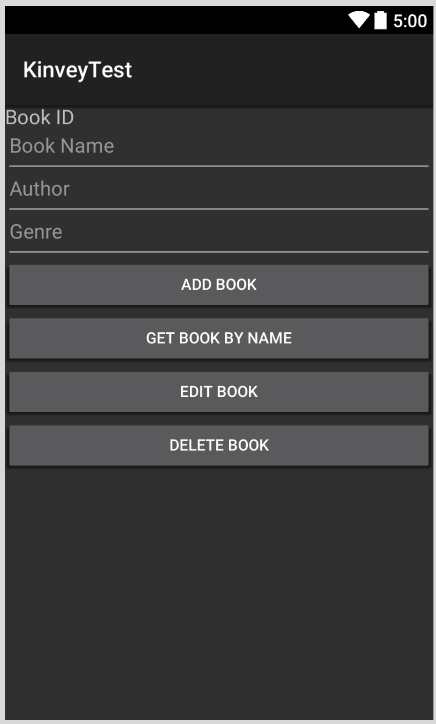 5:00
KinveyTest
Book ID
Book Name
Author
Genre
ADD BOOK
GET BOOK BY NAME
EDIT BOOK
DELETE BOOK